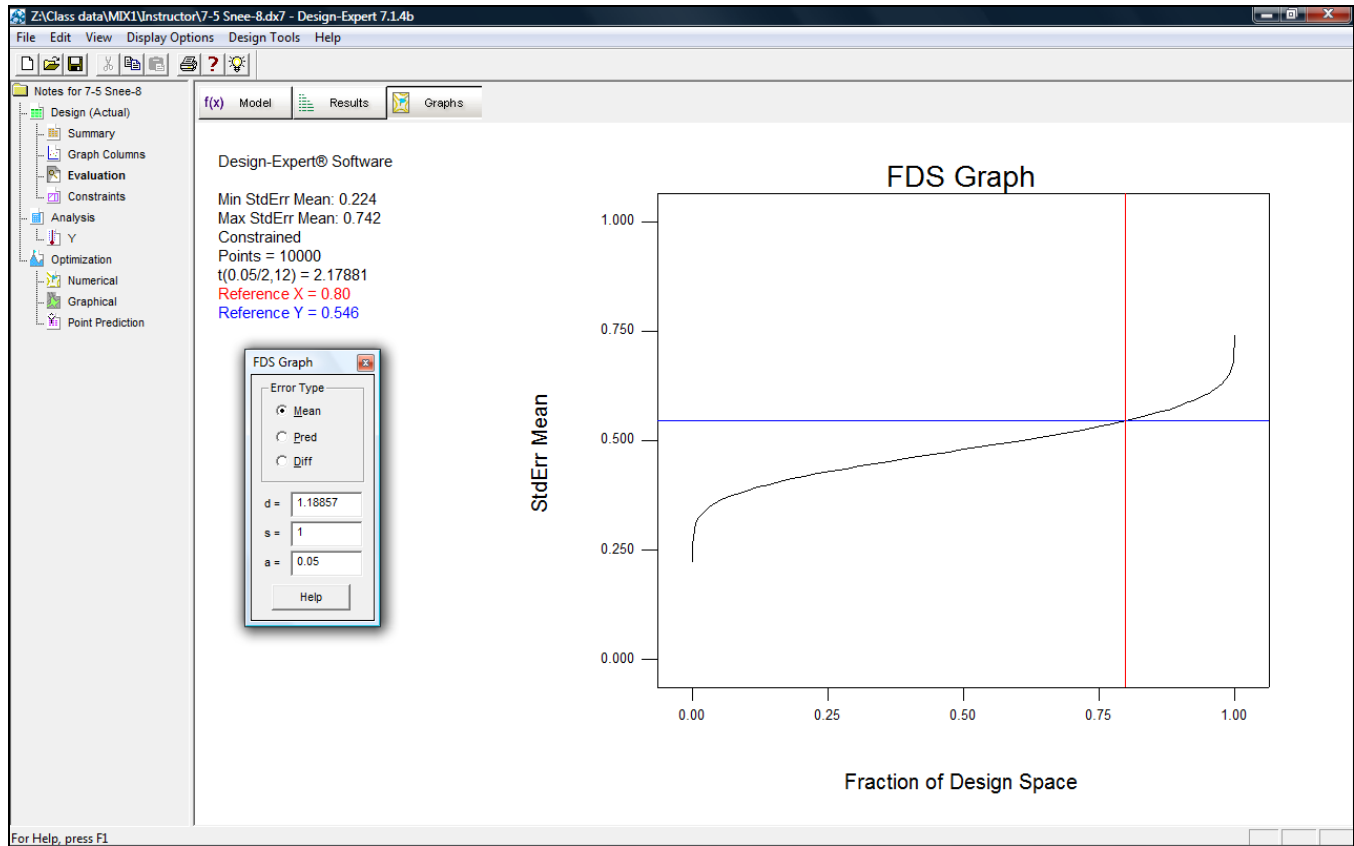 Z:\Class data\MIX1\Instructor\7-5 Snee-8.dx7 - Design-Expert 7.1.4b
File Edit View Display Options Design Tools Help
Notes for 7-5 Snee-8
Design (Actual)
Summary
Graph Columns
Evaluation
Constraints
Analysis
Y
Optimization
Numerical
Graphical
Point Prediction
f(x) Model Results Graphs
Design-Expert® Software
Min StdErr Mean: 0.224
Max StdErr Mean: 0.742
Constrained
Points = 10000
t(0.05/2,12) = 2.17881
Reference X = 0.80
Reference Y = 0.546
FDS Graph
Error Type
Mean
Pred
Diff
d = 1.18857
s = 1
a = 0.05
Help
FDS Graph
StdErr Mean
1.000
0.750
0.500
0.250
0.000
0.00 0.25 0.50 0.75 1.00
Fraction of Design Space
For Help, press F1